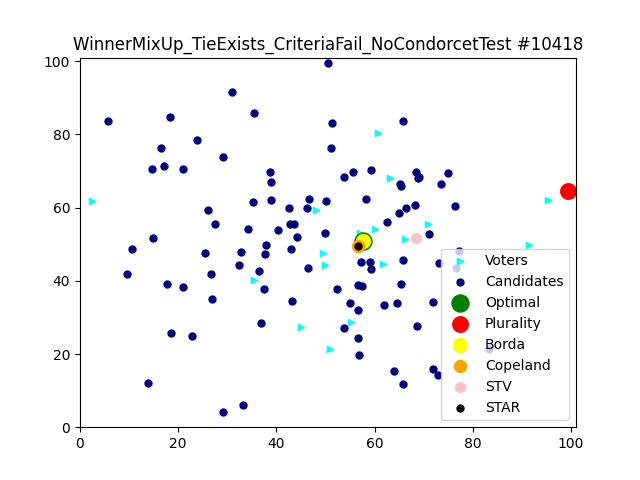 WinnerMixUp_TieExists_CriteriaFail_NoCondorcetTest #10418
100
80
60
40
20
0
0 20 40 60 80 100
Voters
Candidates
Optimal
Plurality
Borda
Copeland
STV
STAR